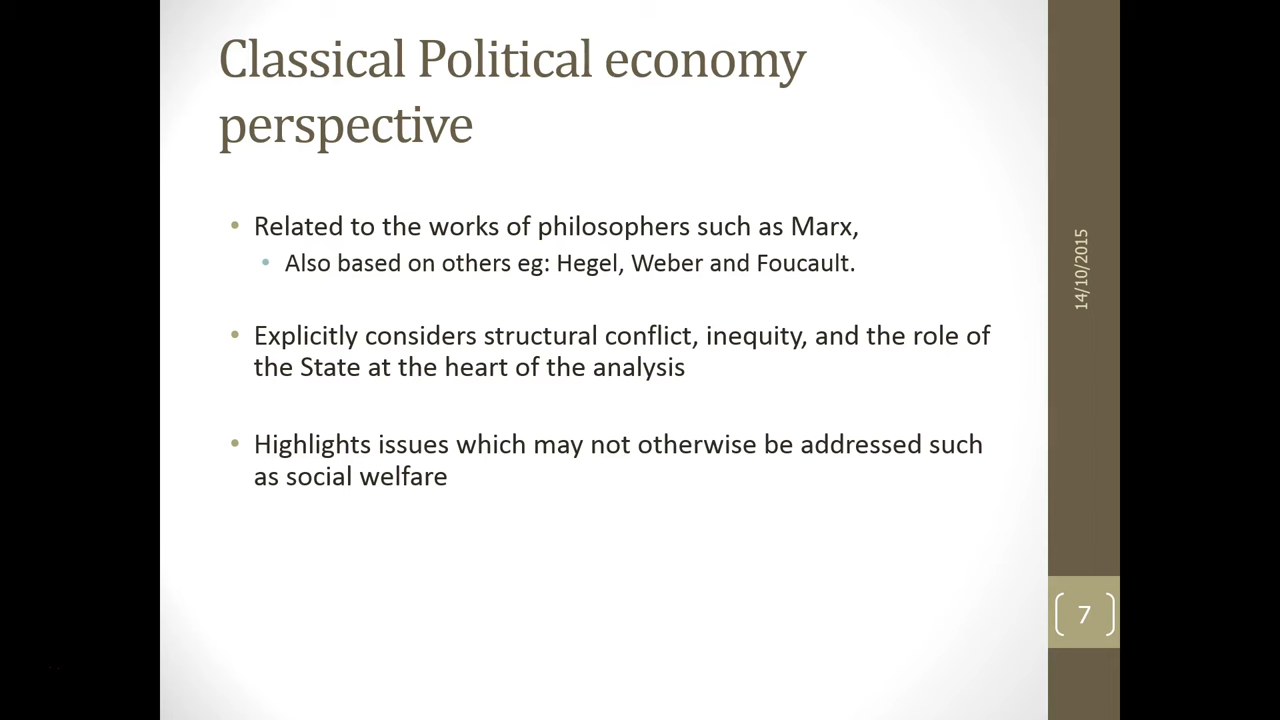 Classical Political economy
perspective
• Related to the works of philosophers such as Marx,
• Also based on others eg: Hegel, Weber and Foucault.
• Explicitly considers structural conflict, inequity, and the role of
the State at the heart of the analysis
• Highlights issues which may not otherwise be addressed such
as social welfare
14/10/2015
7